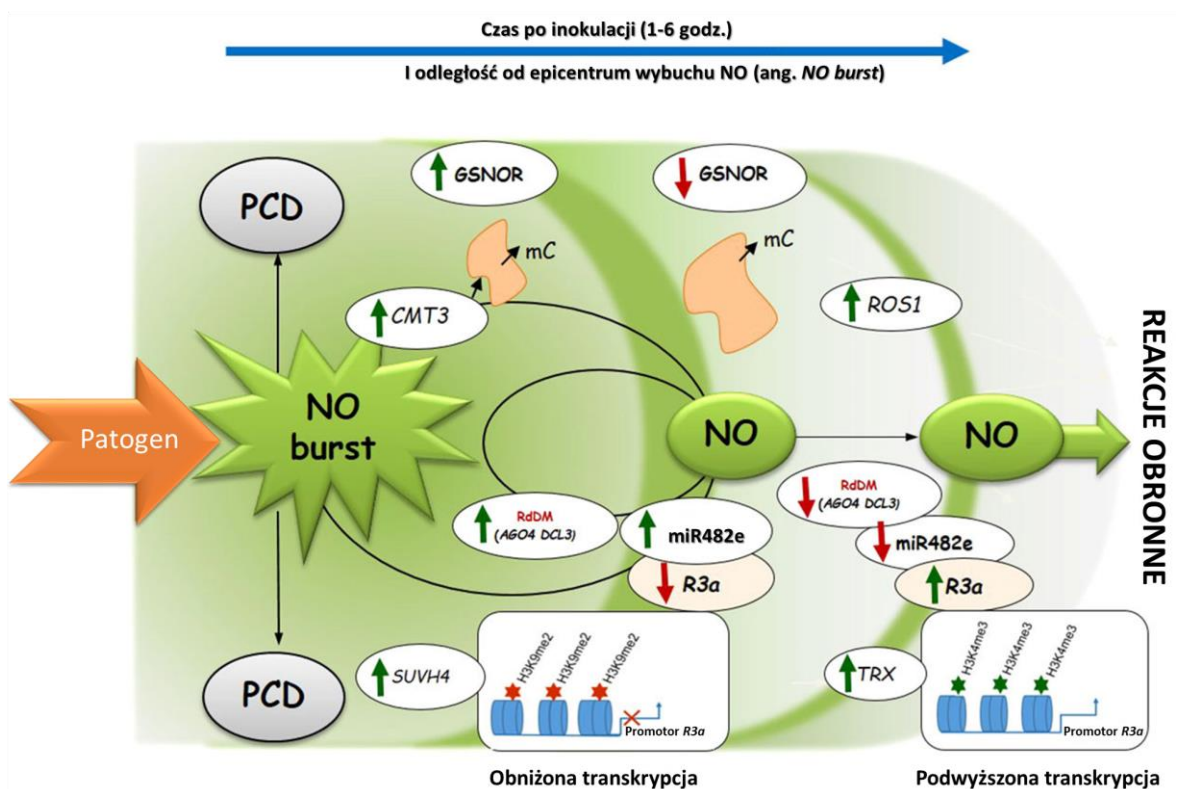 Czas po inokulacji (1-6 godz.)
I odległość od epicentrum wybuchu NO (ang. NO burst)
GSNOR
GSNOR
PCD
mC
mC
CMT3
ROS1
NO
burst
Patogen
NO
NO
REAKCJE OBRONNE
RdDM
(AGO4 DCL3)
miR482e
R3a
RdDM
(AGO4 DCL3)
miR482e
R3a
PCD
SUVH4
H3K9me2
H3K9me2
H3K9me2
Promotor R3a
TRX
H3K4me3
H3K4me3
H3K4me3
Promotor R3a
Obniżona transkrypcja
Podwyższona transkrypcja